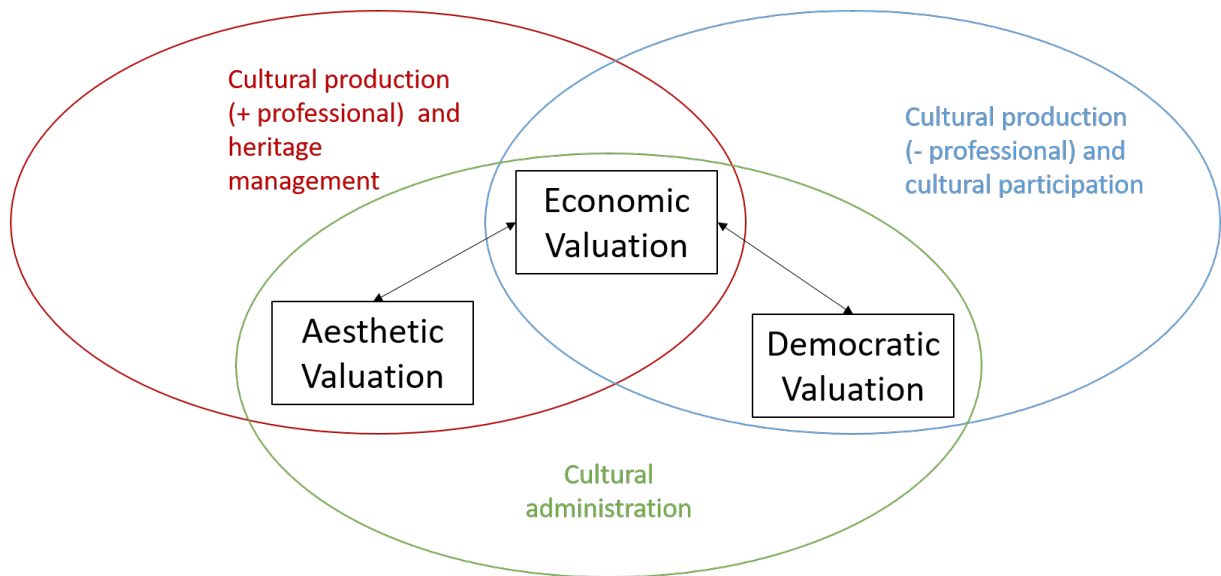 Cultural production
(+ professional) and
heritage
management
Cultural production
(- professional) and
cultural participation
Economic
Valuation
Aesthetic
Valuation
Democratic
Valuation
Cultural
administration